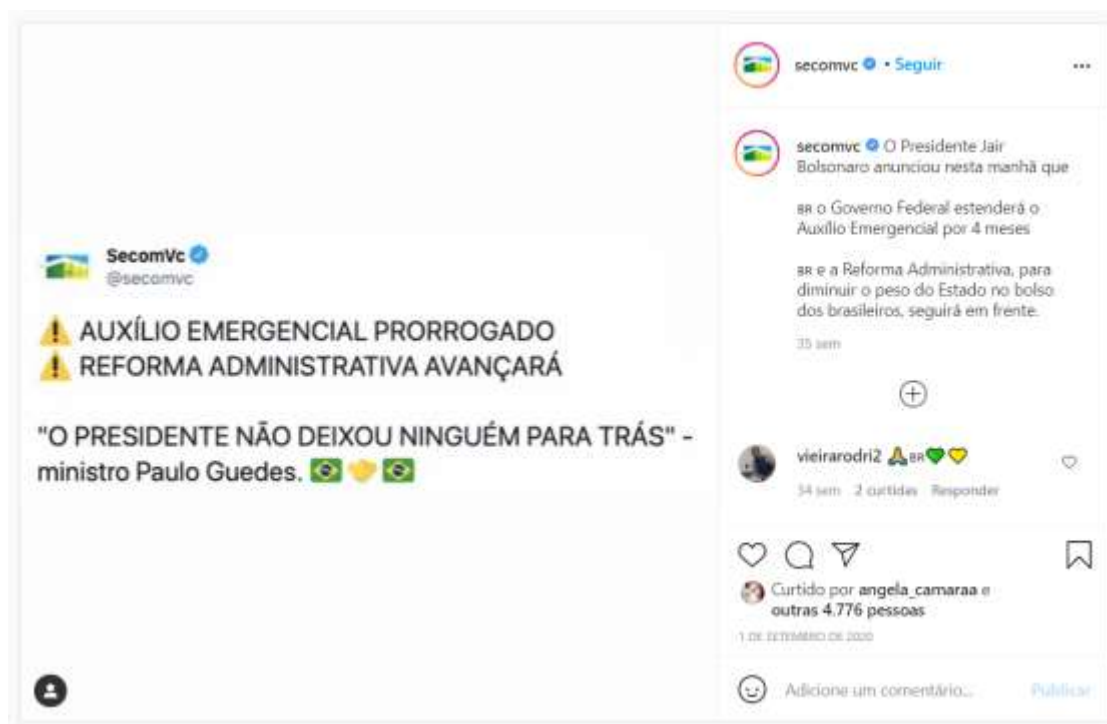 SecomVc
@secomvc
⚠️ AUXÍLIO EMERGENCIAL PRORROGADO
⚠️ REFORMA ADMINISTRATIVA AVANÇARÁ
"O PRESIDENTE NÃO DEIXOU NINGUÉM PARA TRÁS" -
ministro Paulo Guedes. 🇧🇷🤝🇧🇷
secomvc • Seguir
secomvc O Presidente Jair
Bolsonaro anunciou nesta manhã que
BR o Governo Federal estenderá o
Auxílio Emergencial por 4 meses
BR e a Reforma Administrativa, para
diminuir o peso do Estado no bolso
dos brasileiros, seguirá em frente.
35 sem
vieirarodri2 🙏BR💚💛
34 sem 2 curtidas Responder
Curtido por angela_camaraa e
outras 4.776 pessoas
1 DE SETEMBRO DE 2020
Adicione um comentário... Publicar